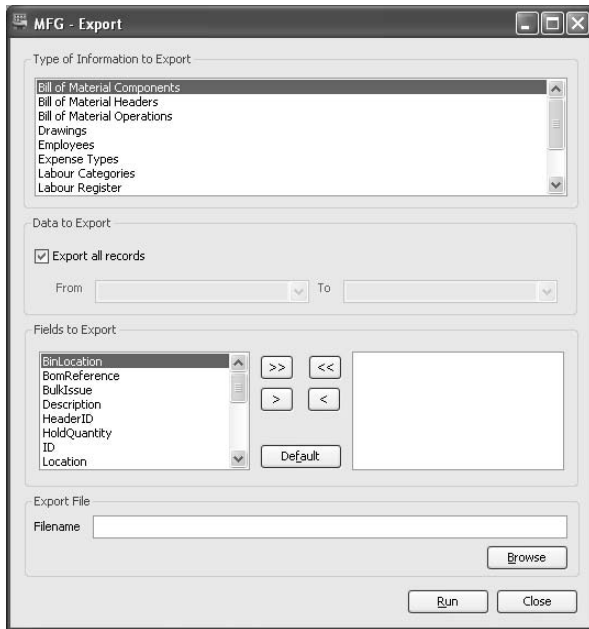 MFG - Export
Type of Information to Export
Bill of Material Components
Bill of Material Headers
Bill of Material Operations
Drawings
Employees
Expense Types
Labour Categories
Labour Register
Data to Export
Export all records
From To
Fields to Export
BinLocation
BomReference
BulkIssue
Description
HeaderID
HoldQuantity
ID
Location
>> <<
> <
Default
Export File
Filename
Browse
Run Close